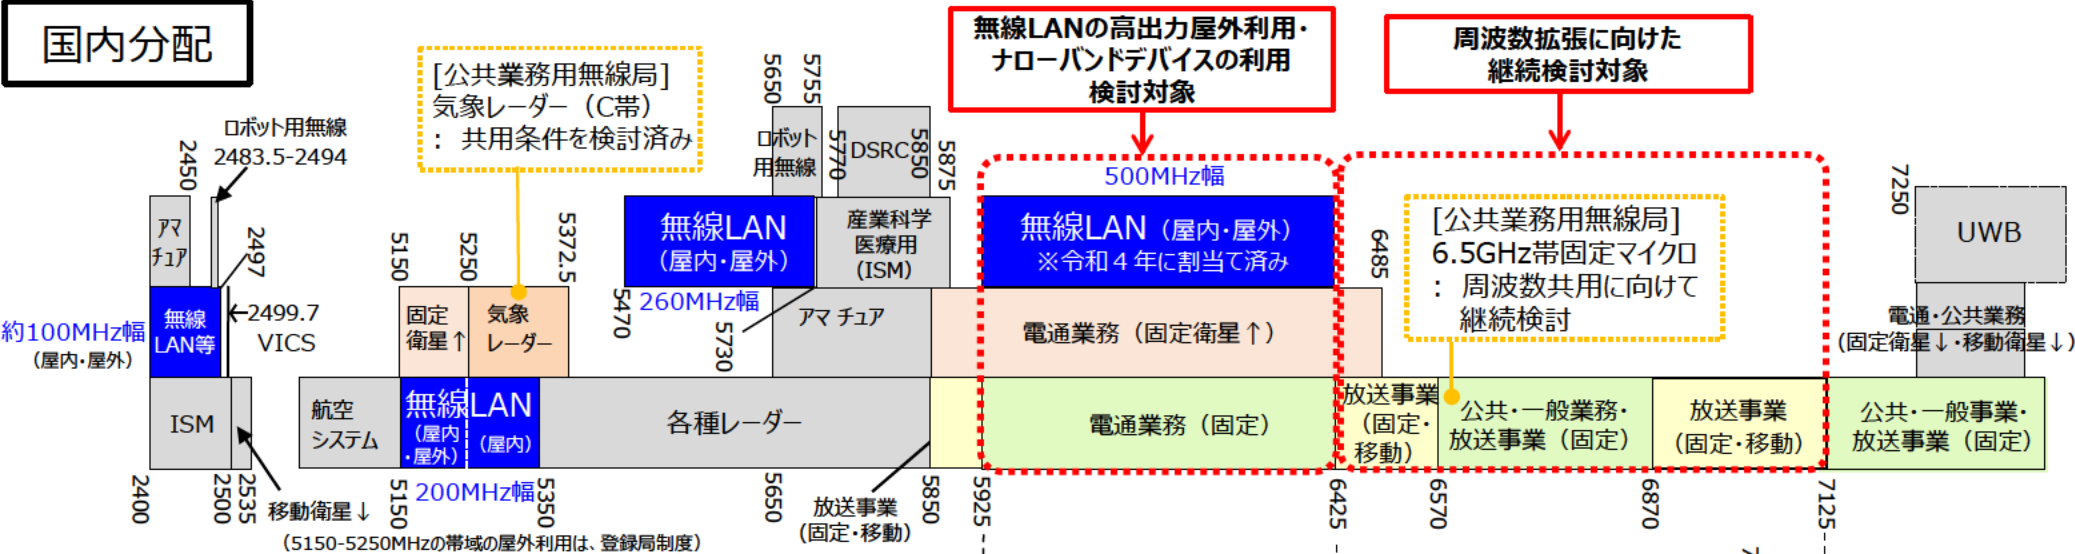 国内分配
無線LANの高出力屋外利用・
ナローバンドデバイスの利用
検討対象
周波数拡張に向けた
継続検討対象
[公共業務用無線局]
気象レーダー（C帯）
： 共用条件を検討済み
ロボット用無線
2483.5-2494
2450
アマ
チュア
2497
約100MHz幅
（屋内・屋外）
無線
LAN等
2499.7
VICS
ISM
2400
2500
2535
移動衛星↓
5150
5250
5372.5
固定
衛星↑
気象
レーダー
航空
システム
無線LAN
（屋内
・屋外）
（屋内）
5150
200MHz幅
5350
（5150-5250MHzの帯域の屋外利用は、登録局制度）
各種レーダー
5650
5755
ロボット
用無線
5770
DSRC
5850
5875
無線LAN
（屋内・屋外）
産業科学
医療用
(ISM)
5470
260MHz幅
5730
アマチュア
5650
放送事業
（固定・移動）
5850
5925
500MHz幅
無線LAN（屋内・屋外）
※令和４年に割当て済み
6485
電通業務（固定衛星↑）
電通業務（固定）
6425
[公共業務用無線局]
6.5GHz帯固定マイクロ
： 周波数共用に向けて
継続検討
放送事業
（固定・
移動）
公共・一般業務・
放送事業（固定）
放送事業
（固定・移動）
6570
6870
7125
7250
UWB
電通・公共業務
（固定衛星↓・移動衛星↓）
公共・一般事業・
放送事業（固定）